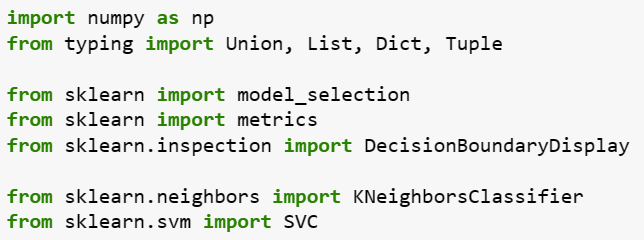 import numpy as np
from typing import Union, List, Dict, Tuple
from sklearn import model_selection
from sklearn import metrics
from sklearn.inspection import DecisionBoundaryDisplay
from sklearn.neighbors import KNeighborsClassifier
from sklearn.svm import SVC